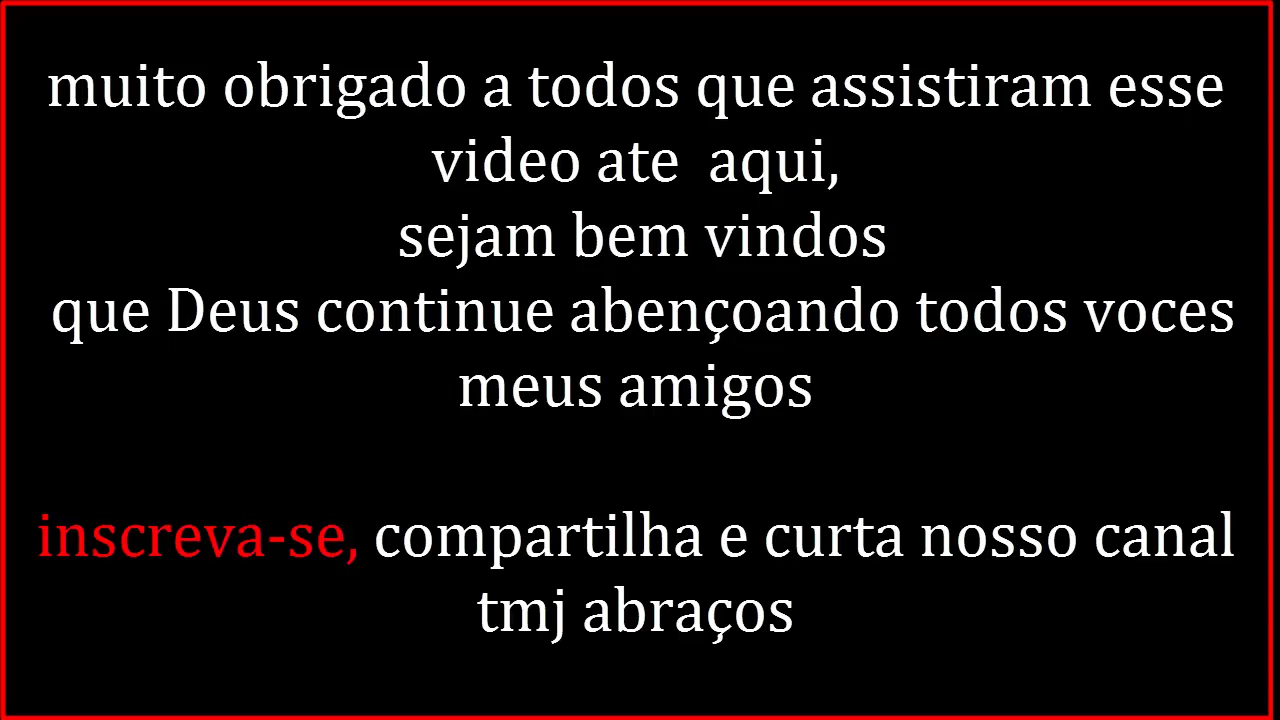 muito obrigado a todos que assistiram esse
video ate  aqui,
sejam bem vindos
que Deus continue abençoando todos voces
meus amigos
inscreva-se, compartilha e curta nosso canal
tmj abraços